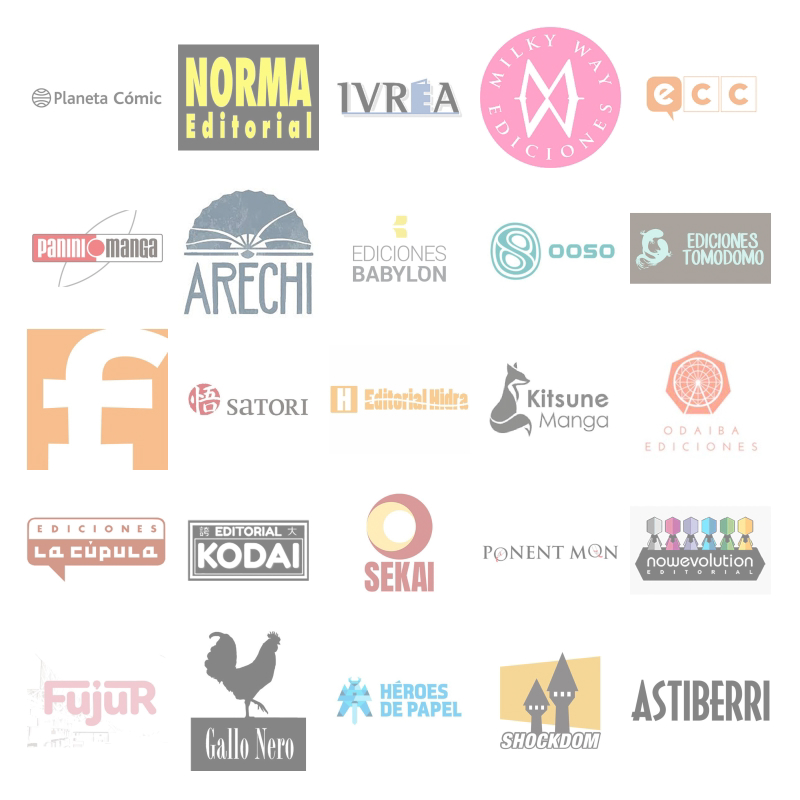 Planeta Cómic
NORMA
Editorial
IVREA
MILKY WAY
EDICIONES
ecc
panini manga
ARECHI
EDICIONES
BABYLON
OOSO
EDICIONES
TOMODOMO
f
悟 SATORI
H Editorial Hidra
Kitsune
Manga
ODAIBA
EDICIONES
EDICIONES
LA CÚPULA
EDITORIAL
KODAI
SEKAI
PONENT MON
nowevolution
EDITORIAL
FujuR
Gallo Nero
HÉROES
DE PAPEL
SHOCKDOM
ASTIBERRI